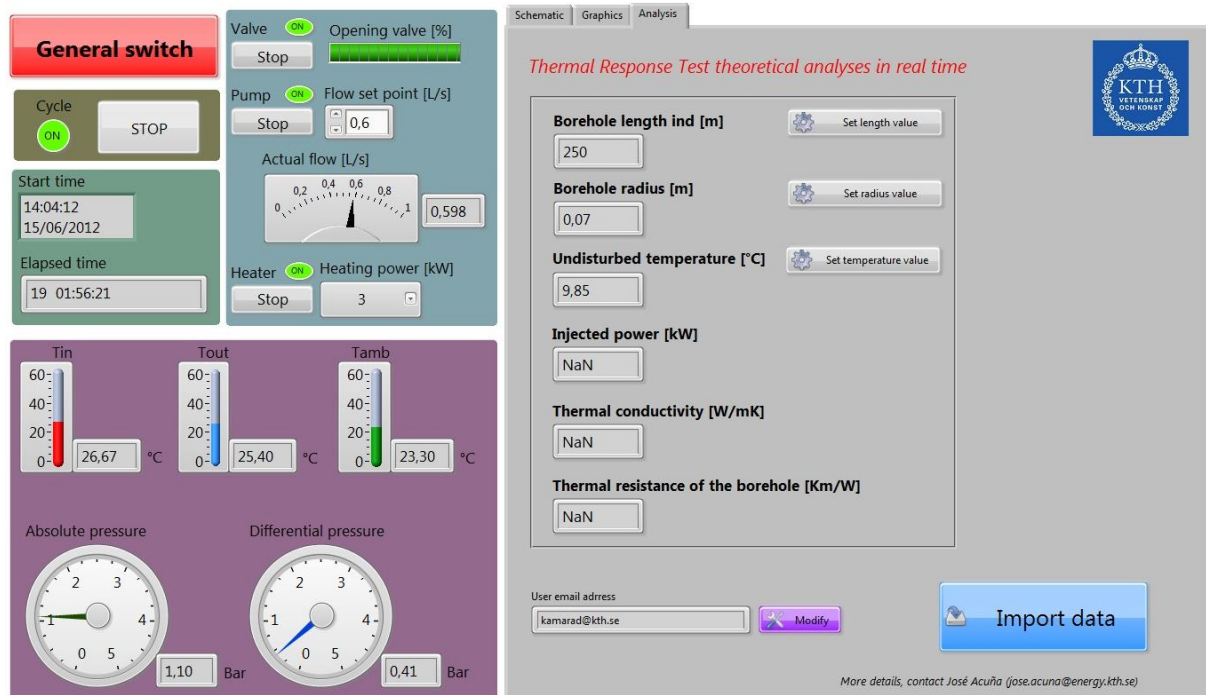 General switch
Cycle
ON
STOP
Start time
14:04:12
15/06/2012
Elapsed time
19 01:56:21
Valve ON Opening valve [%]
Stop
Pump ON Flow set point [L/s]
Stop 0,6
Actual flow [L/s]
0 0,2 0,4 0,6 0,8 1
0,598
Heater ON Heating power [kW]
Stop 3
Tin Tout Tamb
60 60 60
40 40 40
20 20 20
0 0 0
26,67 °C 25,40 °C 23,30 °C
Absolute pressure Differential pressure
0 1 2 3 4 5
1,10 Bar
0 1 2 3 4 5
0,41 Bar
Schematic Graphics Analysis
Thermal Response Test theoretical analyses in real time
KTH
VETENSKAP
OCH KONST
Borehole length ind [m] Set length value
250
Borehole radius [m] Set radius value
0,07
Undisturbed temperature [°C] Set temperature value
9,85
Injected power [kW]
NaN
Thermal conductivity [W/mK]
NaN
Thermal resistance of the borehole [Km/W]
NaN
User email adrress
kamarad@kth.se Modify
Import data
More details, contact José Acuña (jose.acuna@energy.kth.se)